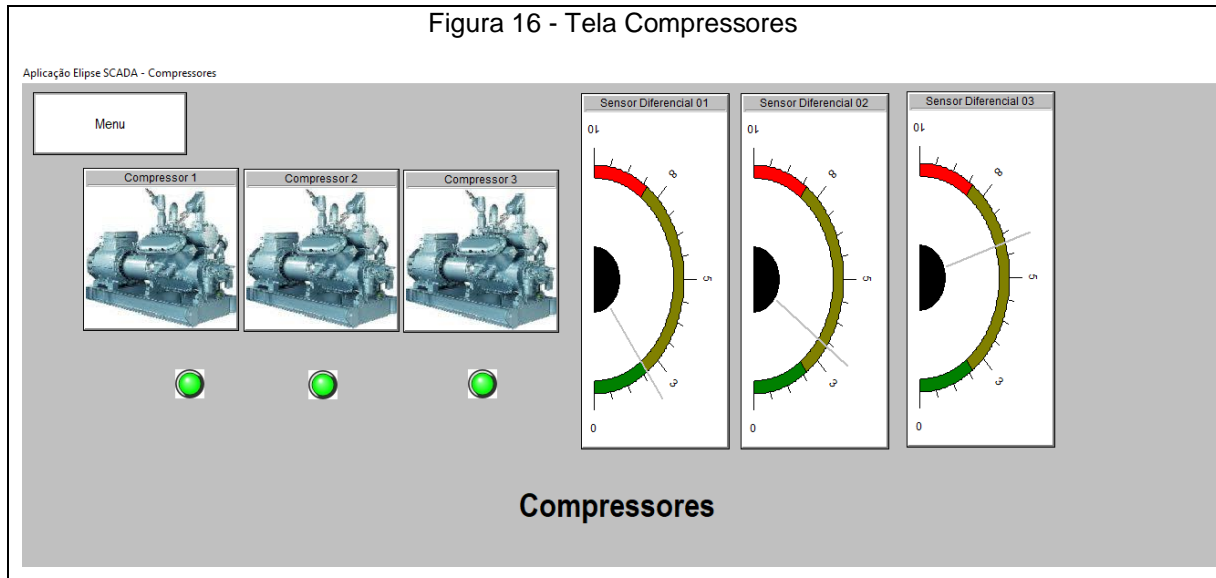 Figura 16 - Tela Compressores
Aplicação Elipse SCADA - Compressores
Menu
Compressor 1
Compressor 2
Compressor 3
Sensor Diferencial 01
10
8
5
3
0
Sensor Diferencial 02
10
8
5
3
0
Sensor Diferencial 03
10
8
5
3
0
Compressores